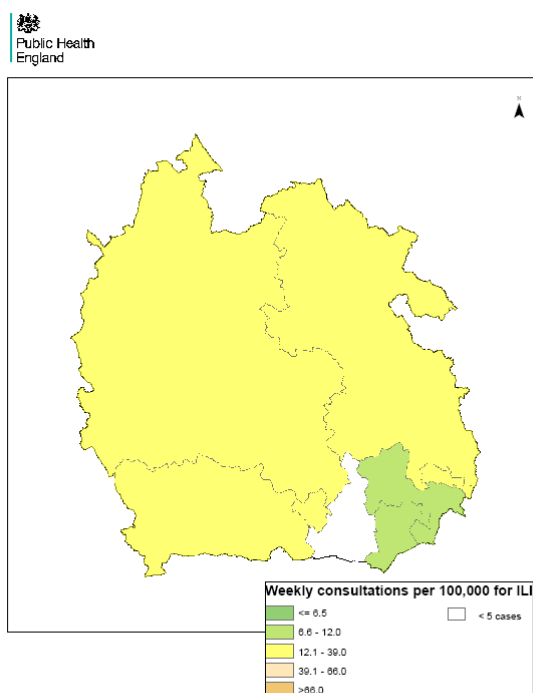 Public Health
England
N
Weekly consultations per 100,000 for ILI
<= 6.5
< 5 cases
6.6 - 12.0
12.1 - 39.0
39.1 - 66.0
>66.0